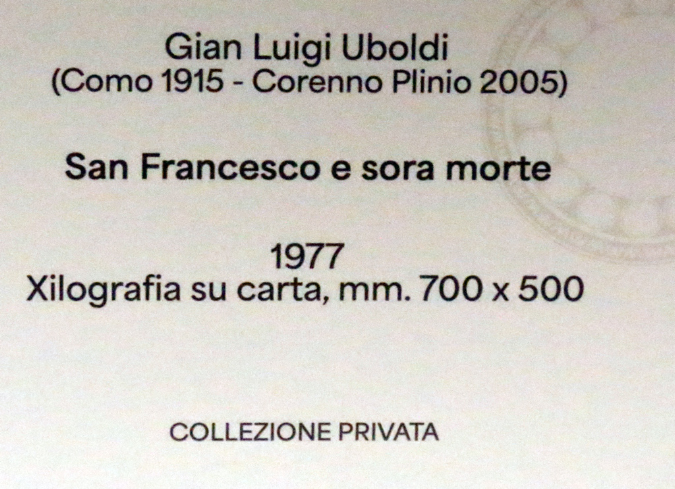 Gian Luigi Uboldi
(Como 1915 - Corenno Plinio 2005)
San Francesco e sora morte
1977
Xilografia su carta, mm. 700 x 500
COLLEZIONE PRIVATA